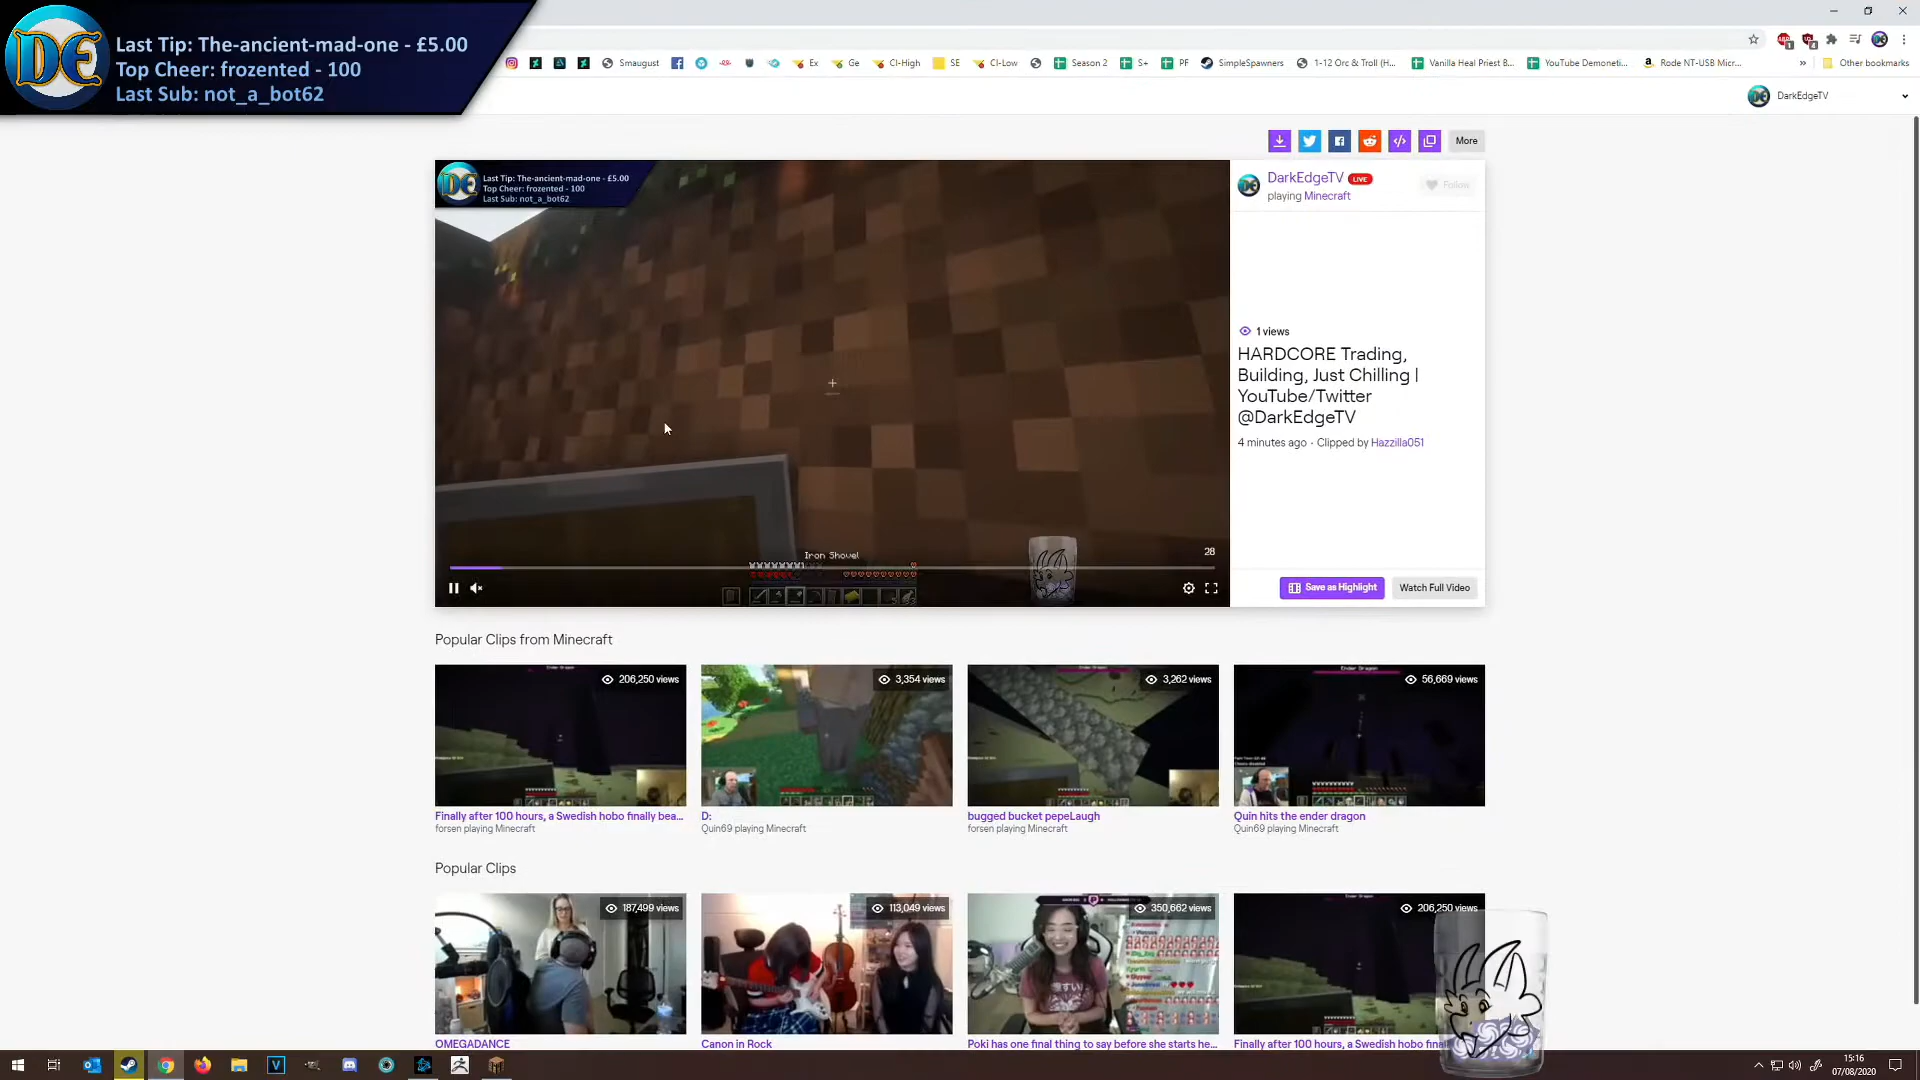 DE
Last Tip: The-ancient-mad-one - £5.00
Top Cheer: frozented - 100
Last Sub: not_a_bot62
Smaugust
Ex
Ge
CI-High
SE
CI-Low
Season 2
S+
PF
SimpleSpawners
1-12 Orc & Troll (H...
Vanilla Heal Priest B...
YouTube Demoneti...
Rode NT-USB Micr...
»
Other bookmarks
DarkEdgeTV
More
DE
Last Tip: The-ancient-mad-one - £5.00
Top Cheer: frozented - 100
Last Sub: not_a_bot62
DarkEdgeTV LIVE
Follow
playing Minecraft
1 views
HARDCORE Trading,
Building, Just Chilling |
YouTube/Twitter
@DarkEdgeTV
4 minutes ago · Clipped by Hazzilla051
Iron Shovel
28
Save as Highlight
Watch Full Video
Popular Clips from Minecraft
206,250 views
3,354 views
3,262 views
Ender Dragon
56,669 views
Finally after 100 hours, a Swedish hobo finally bea...
forsen playing Minecraft
D:
Quin69 playing Minecraft
bugged bucket pepeLaugh
forsen playing Minecraft
Quin hits the ender dragon
Quin69 playing Minecraft
Popular Clips
187,499 views
113,049 views
350,662 views
206,250 views
OMEGADANCE
Canon in Rock
Poki has one final thing to say before she starts he...
Finally after 100 hours, a Swedish hobo fina
15:16
07/08/2020